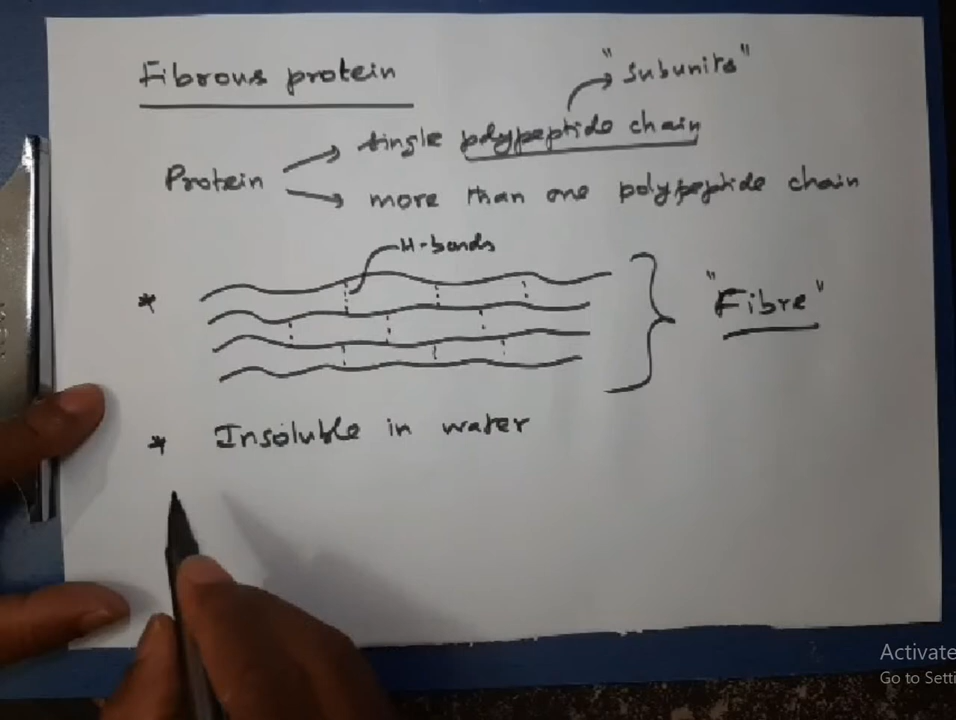 "Subunits"
Fibrous protein
single polypeptide chain
Protein
more than one polypeptide chain
H-bonds
* "Fibre"
* Insoluble in water
Activate
Go to Setti